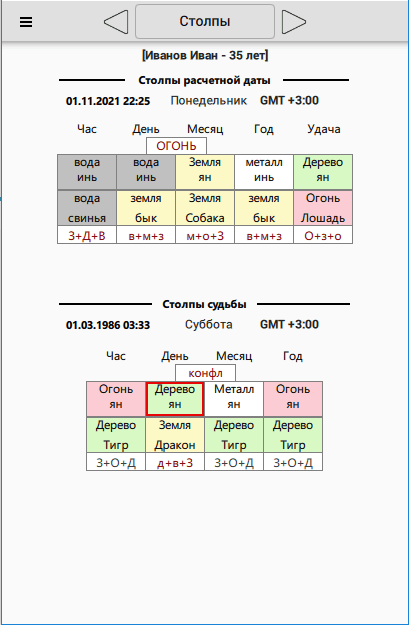 Столпы
[Иванов Иван - 35 лет]
Столпы расчетной даты
01.11.2021 22:25 Понедельник GMT +3:00
Час День Месяц Год Удача
ОГОНЬ
вода вода Земля металл Дерево
инь инь ян инь ян
вода земля Земля земля Огонь
свинья бык Собака бык Лошадь
З+Д+В в+м+з м+о+З в+м+з О+з+о
Столпы судьбы
01.03.1986 03:33 Суббота GMT +3:00
Час День Месяц Год
конфл
Огонь Дерево Металл Огонь
ян ян ян ян
Дерево Земля Дерево Дерево
Тигр Дракон Тигр Тигр
З+О+Д д+в+З З+О+Д З+О+Д